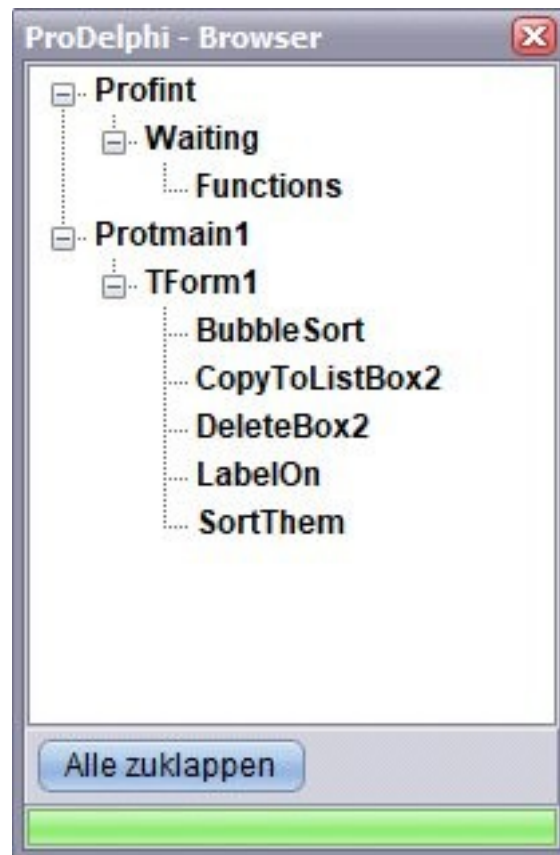 ProDelphi - Browser
Profint
Waiting
Functions
Protmain1
TForm1
BubbleSort
CopyToListBox2
DeleteBox2
LabelOn
SortThem
Alle zuklappen